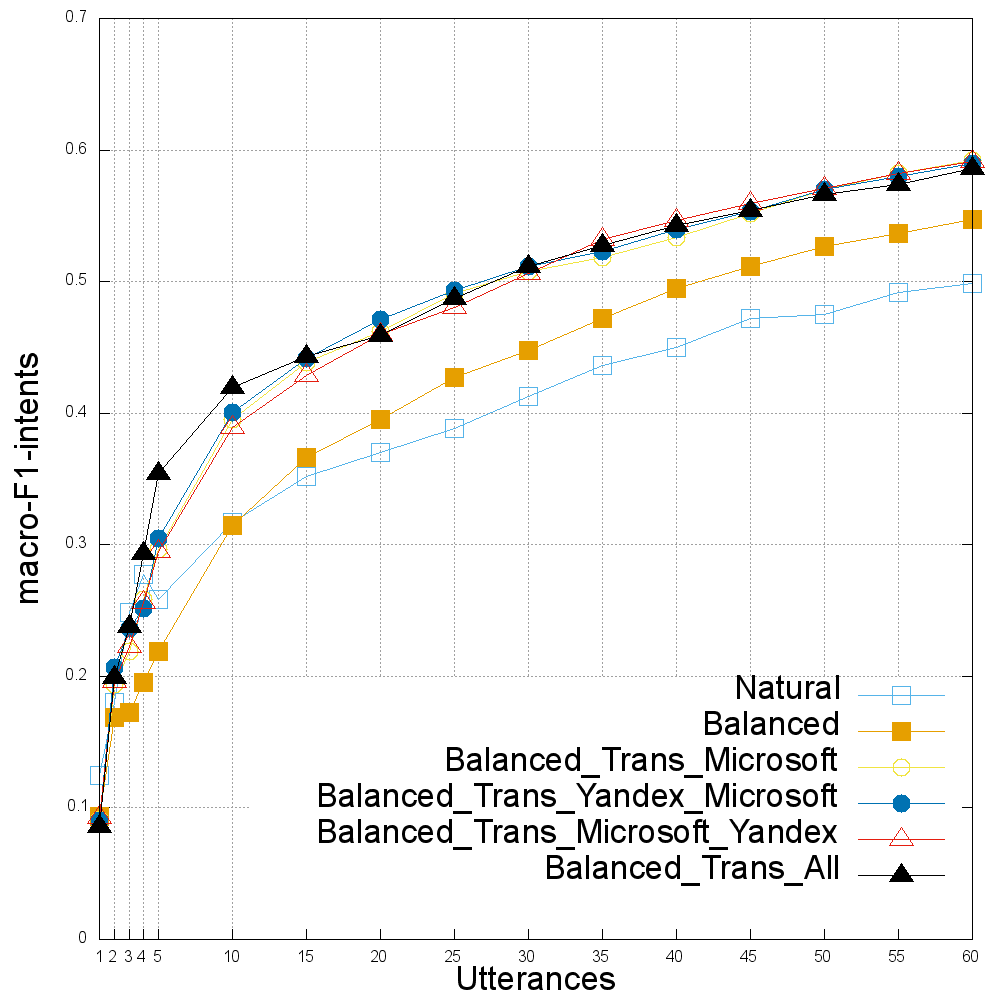 0.7
0.6
0.5
0.4
0.3
0.2
0.1
0
macro-F1-intents
Natural
Balanced
Balanced_Trans_Microsoft
Balanced_Trans_Yandex_Microsoft
Balanced_Trans_Microsoft_Yandex
Balanced_Trans_All
1 2 3 4 5 10 15 20 25 30 35 40 45 50 55 60
Utterances